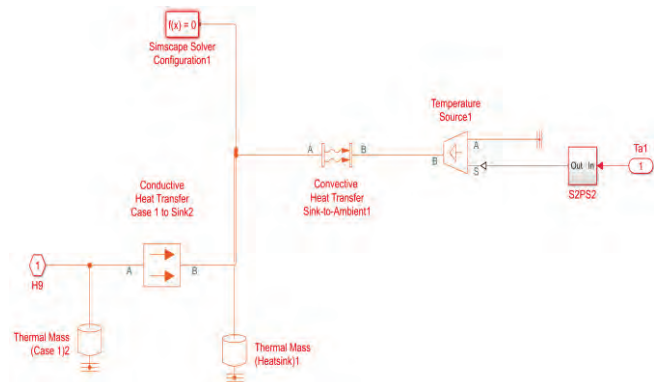 f(x) = 0
Simscape Solver
Configuration1
Temperature
Source1
A
B
A
B
S
Ta1
1
Out In
S2PS2
Convective
Heat Transfer
Sink-to-Ambient1
Conductive
Heat Transfer
Case 1 to Sink2
1
H9
A
B
Thermal Mass
(Case 1)2
Thermal Mass
(Heatsink)1